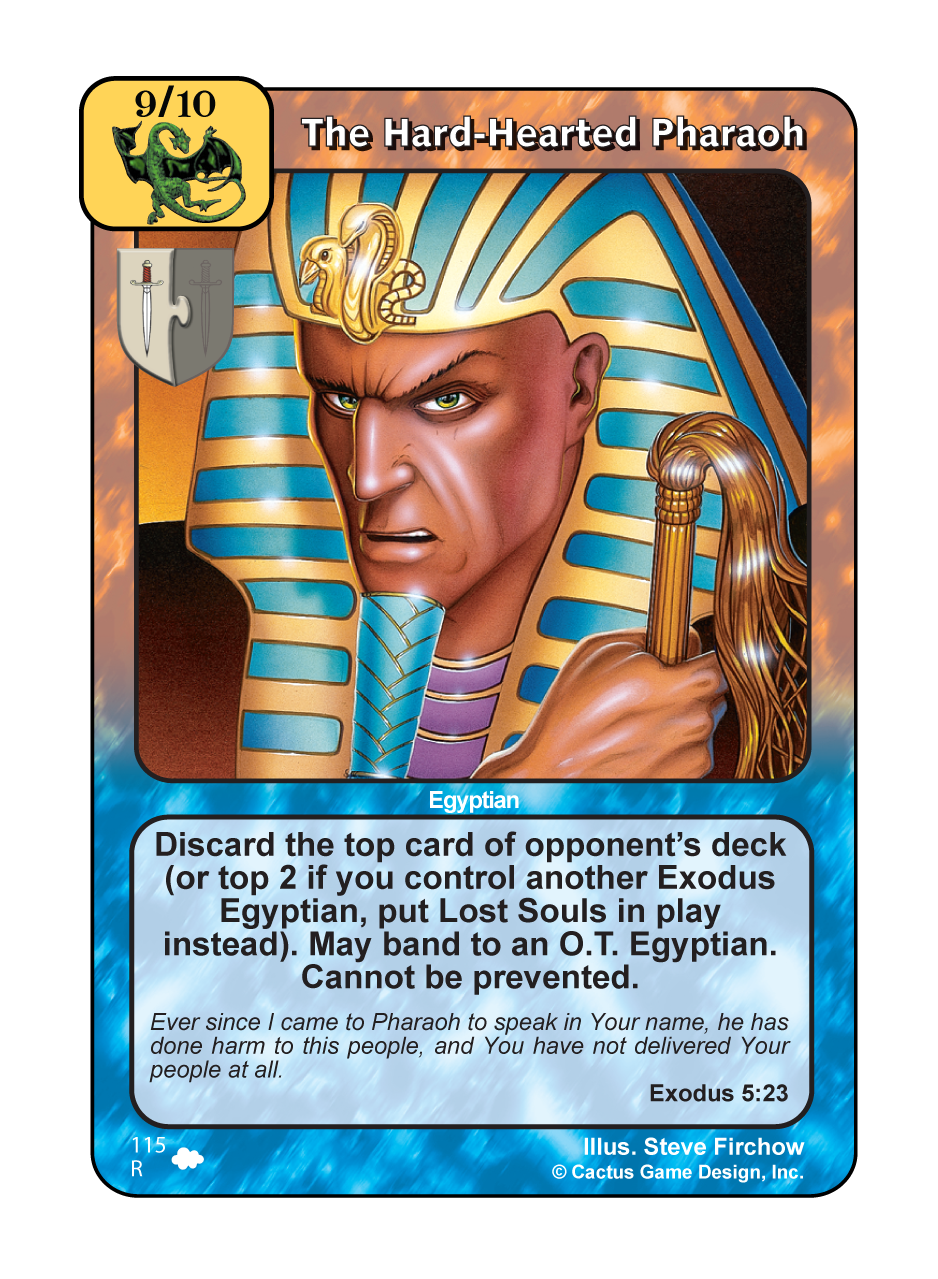 9/10
The Hard-Hearted Pharaoh
Egyptian
Discard the top card of opponent’s deck
(or top 2 if you control another Exodus
Egyptian, put Lost Souls in play
instead). May band to an O.T. Egyptian.
Cannot be prevented.
Ever since I came to Pharaoh to speak in Your name, he has
done harm to this people, and You have not delivered Your
people at all.
Exodus 5:23
115
R
Illus. Steve Firchow
© Cactus Game Design, Inc.